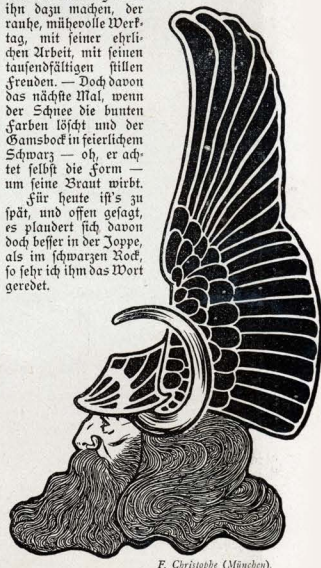 ihn dazu machen, der
rauhe, mühevolle Werk-
tag, mit seiner ehrli-
chen Arbeit, mit seinen
tausendfältigen stillen
Freuden. — Doch davon
das nächste Mal, wenn
der Schnee die bunten
Farben löscht und der
Gamsbock in feierlichem
Schwarz — oh, er ach-
tet selbst die Form —
um seine Braut wirbt.
Für heute ist's zu
spät, und offen gesagt,
es plaudert sich davon
doch besser in der Joppe,
als im schwarzen Rock,
so sehr ich ihm das Wort
geredet.
F. Christophe (München).